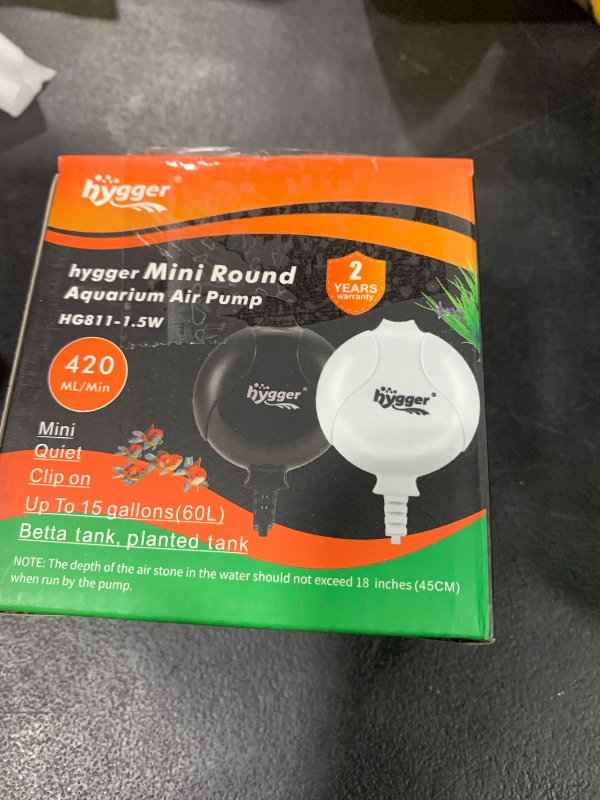 hygger®
hygger Mini Round
Aquarium Air Pump
HG811-1.5W
2
YEARS
warranty
420
ML/Min
hygger®
hygger®
Mini
Quiet
Clip on
Up To 15 gallons(60L)
Betta tank, planted tank
NOTE: The depth of the air stone in the water should not exceed 18 inches (45CM)
when run by the pump.